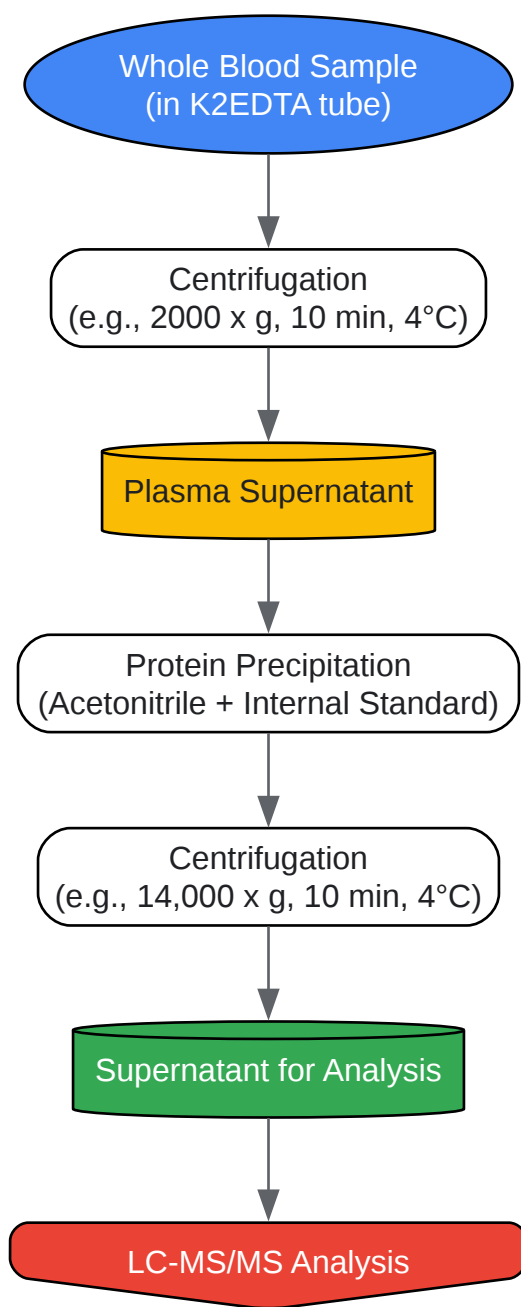 Whole Blood Sample
(in K2EDTA tube)
Centrifugation
(e.g., 2000 x g, 10 min, 4°C)
Plasma Supernatant
Protein Precipitation
(Acetonitrile + Internal Standard)
Centrifugation
(e.g., 14,000 x g, 10 min, 4°C)
Supernatant for Analysis
LC-MS/MS Analysis